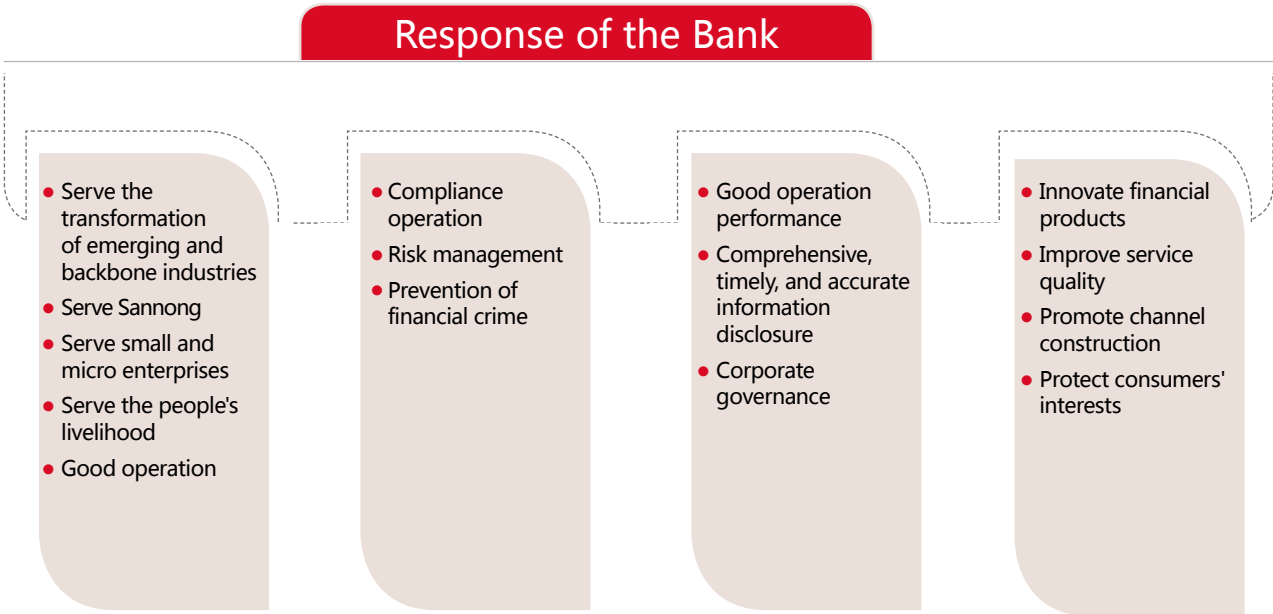 Response of the Bank
● Serve the
transformation
of emerging and
backbone industries
● Serve Sannong
● Serve small and
micro enterprises
● Serve the people's
livelihood
● Good operation
● Compliance
operation
● Risk management
● Prevention of
financial crime
● Good operation
performance
● Comprehensive,
timely, and accurate
information
disclosure
● Corporate
governance
● Innovate financial
products
● Improve service
quality
● Promote channel
construction
● Protect consumers'
interests